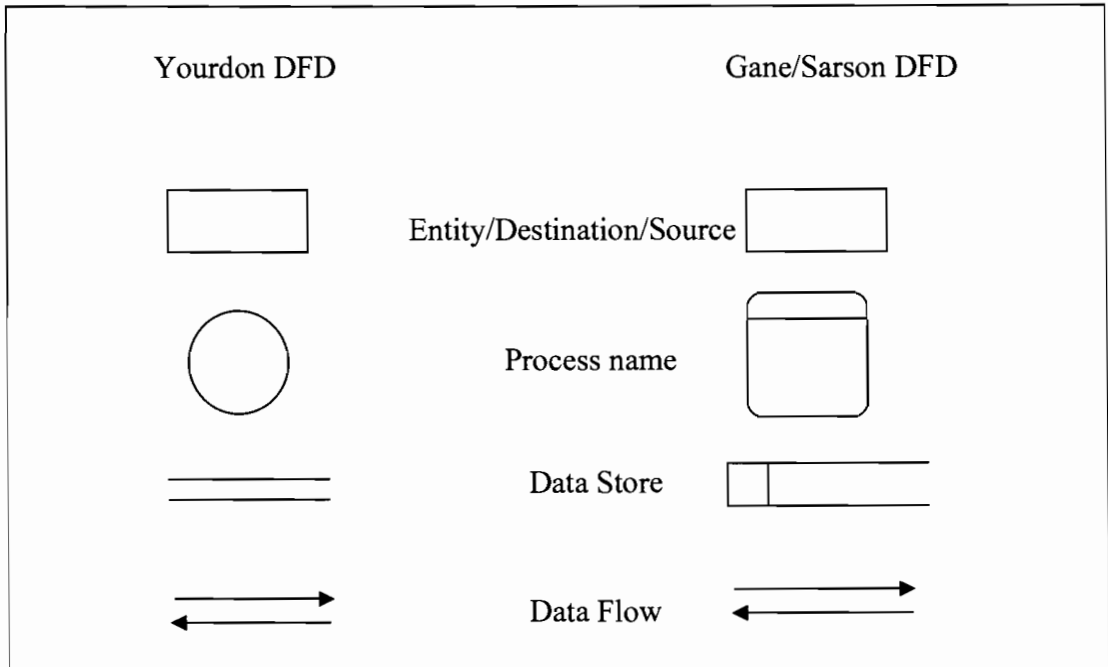 Yourdon DFD
Gane/Sarson DFD
Entity/Destination/Source
Process name
Data Store
Data Flow